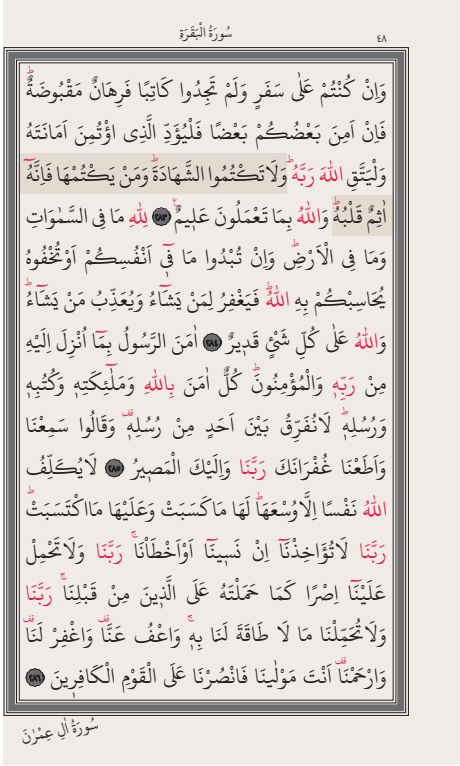 سُورَةُ الْبَقَرَةِ
٤٨
وَاِنْ كُنْتُمْ عَلٰى سَفَرٍ وَلَمْ تَجِدُوا كَاتِبًا فَرِهَانٌ مَقْبُوضَةٌۜ
فَاِنْ اَمِنَ بَعْضُكُمْ بَعْضًا فَلْيُؤَدِّ الَّذِى اؤْتُمِنَ اَمَانَتَهُ
وَلْيَتَّقِ اللّٰهَ رَبَّهُۜ وَلَا تَكْتُمُوا الشَّهَادَةَۜ وَمَنْ يَكْتُمْهَا فَاِنَّهُٓ
اٰثِمٌ قَلْبُهُۜ وَاللّٰهُ بِمَا تَعْمَلُونَ عَلِيمٌ۟ ﴿٢٨٣﴾ لِلّٰهِ مَا فِى السَّمٰوَاتِ
وَمَا فِى الْاَرْضِۜ وَاِنْ تُبْدُوا مَا فِٓى اَنْفُسِكُمْ اَوْ تُخْفُوهُ
يُحَاسِبْكُمْ بِهِ اللّٰهُۜ فَيَغْفِرُ لِمَنْ يَشَٓاءُ وَيُعَذِّبُ مَنْ يَشَٓاءُۜ
وَاللّٰهُ عَلٰى كُلِّ شَىْءٍ قَدِيرٌ ﴿٢٨٤﴾ اٰمَنَ الرَّسُولُ بِمَٓا اُنْزِلَ اِلَيْهِ
مِنْ رَبِّهِ وَالْمُؤْمِنُونَۜ كُلٌّ اٰمَنَ بِاللّٰهِ وَمَلٰٓئِكَتِهِ وَكُتُبِهِ
وَرُسُلِهِۜ لَا نُفَرِّقُ بَيْنَ اَحَدٍ مِنْ رُسُلِهِ۠ وَقَالُوا سَمِعْنَا
وَاَطَعْنَا غُفْرَانَكَ رَبَّنَا وَاِلَيْكَ الْمَصِيرُ ﴿٢٨٥﴾ لَا يُكَلِّفُ
اللّٰهُ نَفْسًا اِلَّا وُسْعَهَاۜ لَهَا مَا كَسَبَتْ وَعَلَيْهَا مَا اكْتَسَبَتْۜ
رَبَّنَا لَا تُؤَاخِذْنَٓا اِنْ نَسِينَٓا اَوْ اَخْطَأْنَاۚ رَبَّنَا وَلَا تَحْمِلْ
عَلَيْنَٓا اِصْرًا كَمَا حَمَلْتَهُ عَلَى الَّذِينَ مِنْ قَبْلِنَاۚ رَبَّنَا
وَلَا تُحَمِّلْنَا مَا لَا طَاقَةَ لَنَا بِهِۚ وَاعْفُ عَنَّا۠ وَاغْفِرْ لَنَا۠
وَارْحَمْنَا۠ اَنْتَ مَوْلٰينَا فَانْصُرْنَا عَلَى الْقَوْمِ الْكَافِرِينَ ﴿٢٨٦﴾
سُورَةُ اٰلِ عِمْرٰنَ